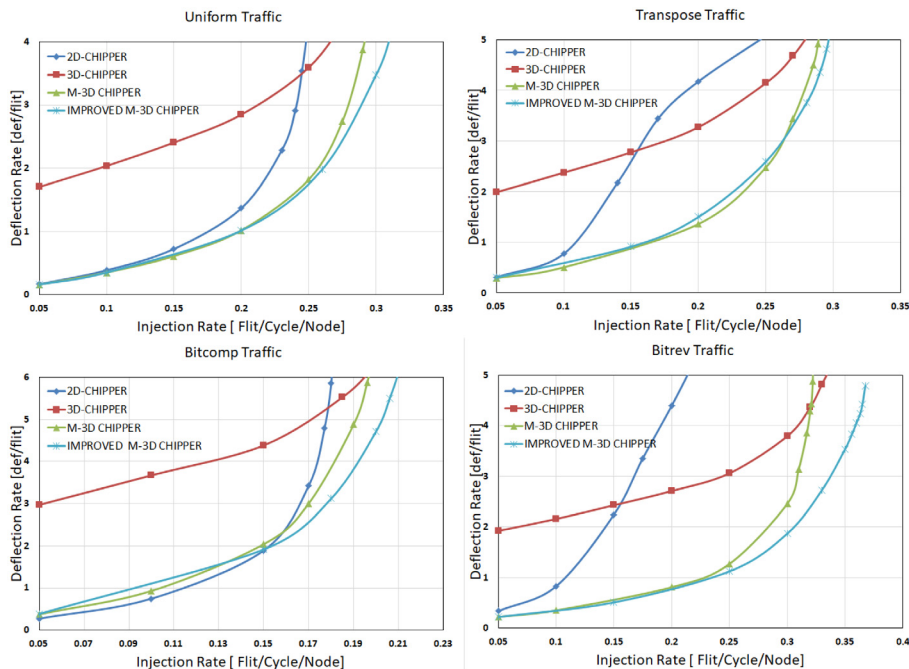 Uniform Traffic
4
3
2
1
0
2D-CHIPPER
3D-CHIPPER
M-3D CHIPPER
IMPROVED M-3D CHIPPER
Deflection Rate [def/flit]
0.05 0.1 0.15 0.2 0.25 0.3 0.35
Injection Rate [ Flit/Cycle/Node]
Transpose Traffic
5
4
3
2
1
0
2D-CHIPPER
3D-CHIPPER
M-3D CHIPPER
IMPROVED M-3D CHIPPER
Deflection Rate [def/flit]
0.05 0.1 0.15 0.2 0.25 0.3 0.35
Injection Rate [ Flit/Cycle/Node]
Bitcomp Traffic
6
5
4
3
2
1
0
2D-CHIPPER
3D-CHIPPER
M-3D CHIPPER
IMPROVED M-3D CHIPPER
Deflection Rate [def/flit]
0.05 0.07 0.09 0.11 0.13 0.15 0.17 0.19 0.21 0.23
Injection Rate [ Flit/Cycle/Node]
Bitrev Traffic
5
4
3
2
1
0
2D-CHIPPER
3D-CHIPPER
M-3D CHIPPER
IMPROVED M-3D CHIPPER
Deflection Rate [def/flit]
0.05 0.1 0.15 0.2 0.25 0.3 0.35 0.4
Injection Rate [ Flit/Cycle/Node]